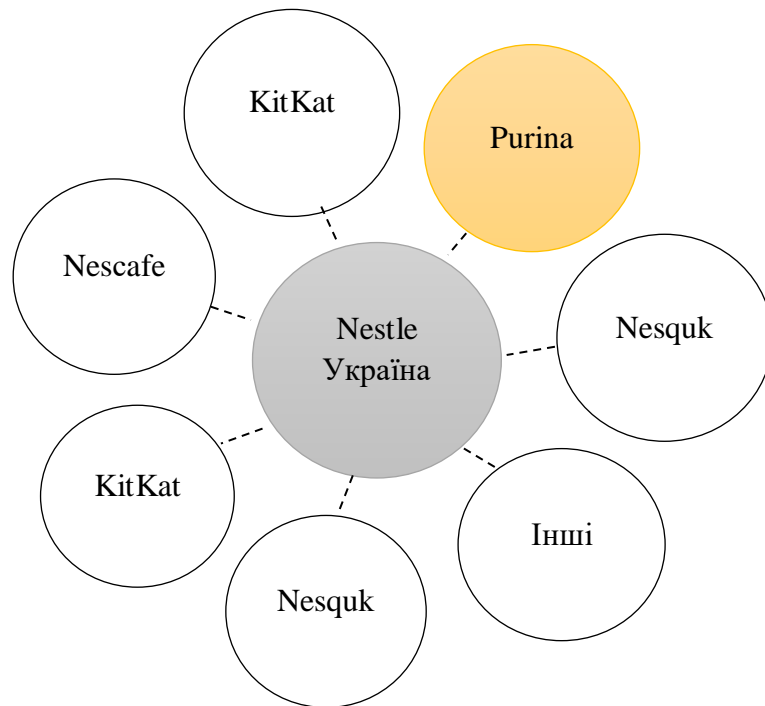 KitKat
Purina
Nescafe
Nestle
Україна
Nesquk
KitKat
Інші
Nesquk